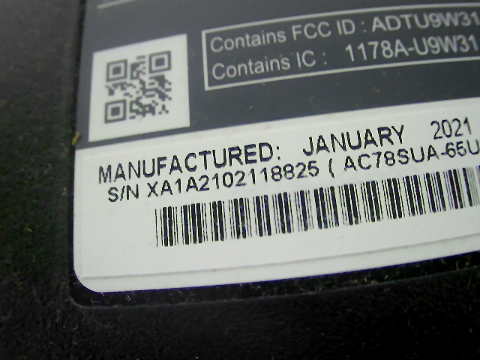 Contains FCC ID : ADTU9W31
Contains IC : 1178A-U9W31
MANUFACTURED: JANUARY 2021
S/N XA1A2102118825 ( AC78SUA-65U